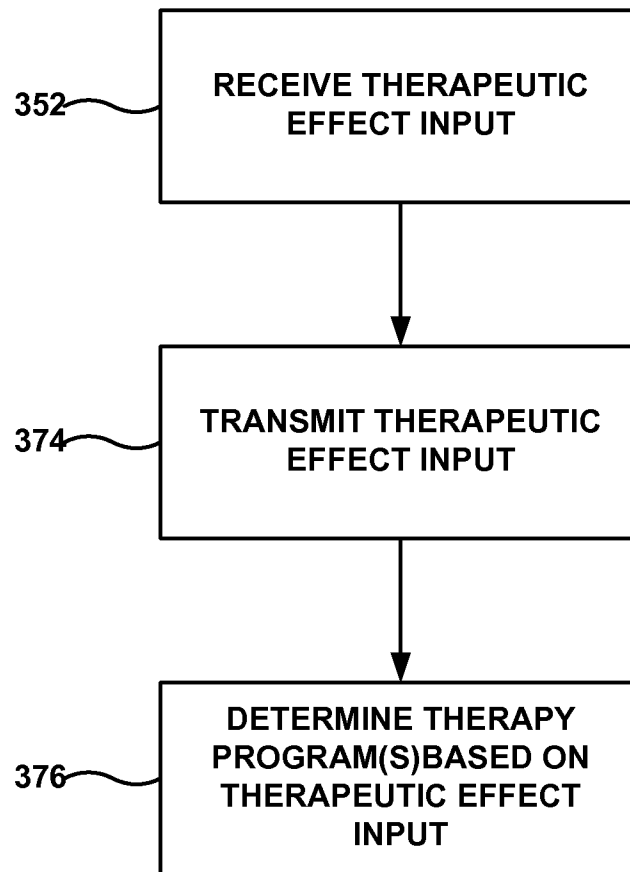 352
RECEIVE THERAPEUTIC
EFFECT INPUT
374
TRANSMIT THERAPEUTIC
EFFECT INPUT
376
DETERMINE THERAPY
PROGRAM(S)BASED ON
THERAPEUTIC EFFECT
INPUT